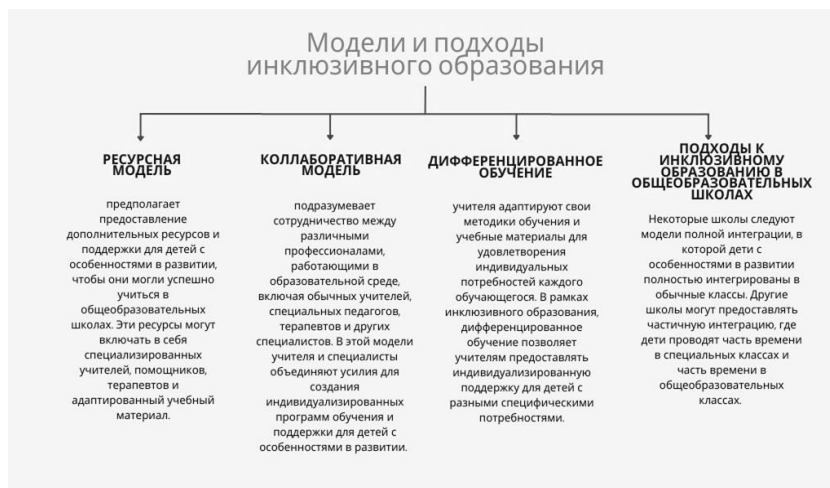 Модели и подходы
инклюзивного образования
РЕСУРСНАЯ
МОДЕЛЬ
предполагает
предоставление
дополнительных ресурсов и
поддержки для детей с
особенностями в развитии,
чтобы они могли успешно
учиться в
общеобразовательных
школах. Эти ресурсы могут
включать в себя
специализированных
учителей, помощников,
терапевтов и
адаптированный учебный
материал.
КОЛЛАБОРАТИВНАЯ
МОДЕЛЬ
подразумевает
сотрудничество между
различными
профессионалами,
работающими в
образовательной среде,
включая обычных учителей,
специальных педагогов,
терапевтов и других
специалистов. В этой модели
учителя и специалисты
объединяют усилия для
создания
индивидуализированных
программ обучения и
поддержки для детей с
особенностями в развитии.
ДИФФЕРЕНЦИРОВАННОЕ
ОБУЧЕНИЕ
учителя адаптируют свои
методики обучения и
учебные материалы для
удовлетворения
индивидуальных
потребностей каждого
обучающегося. В рамках
инклюзивного образования,
дифференцированное
обучение позволяет
учителям предоставлять
индивидуализированную
поддержку для детей с
разными специфическими
потребностями.
ПОДХОДЫ К
ИНКЛЮЗИВНОМУ
ОБРАЗОВАНИЮ В
ОБЩЕОБРАЗОВАТЕЛЬНЫХ
ШКОЛАХ
Некоторые школы следуют
модели полной интеграции, в
которой дети с
особенностями в развитии
полностью интегрированы в
обычные классы. Другие
школы могут предоставлять
частичную интеграцию, где
дети проводят часть времени
в специальных классах и
часть времени в
общеобразовательных
классах.